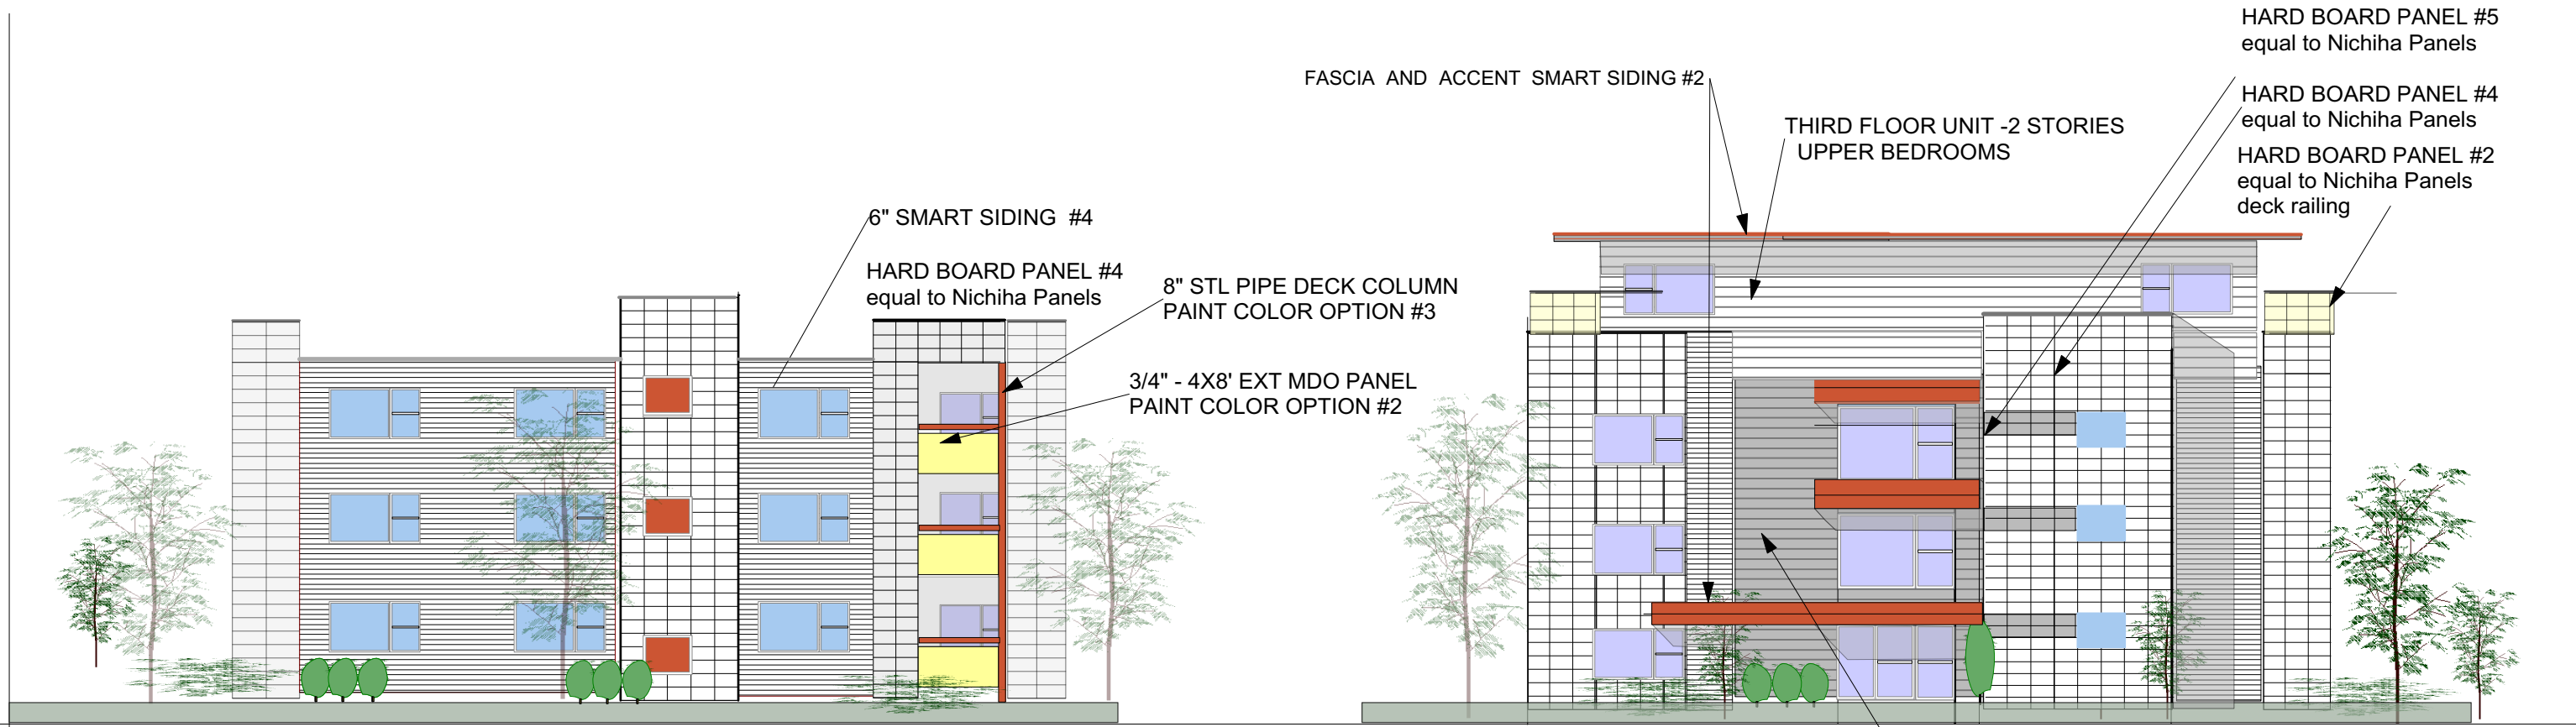 6" SMART SIDING #4
HARD BOARD PANEL #4
equal to Nichiha Panels
8" STL PIPE DECK COLUMN
PAINT COLOR OPTION #3
3/4" - 4X8' EXT MDO PANEL
PAINT COLOR OPTION #2
FASCIA AND ACCENT SMART SIDING #2
THIRD FLOOR UNIT -2 STORIES
UPPER BEDROOMS
HARD BOARD PANEL #5
equal to Nichiha Panels
HARD BOARD PANEL #4
equal to Nichiha Panels
HARD BOARD PANEL #2
equal to Nichiha Panels
deck railing